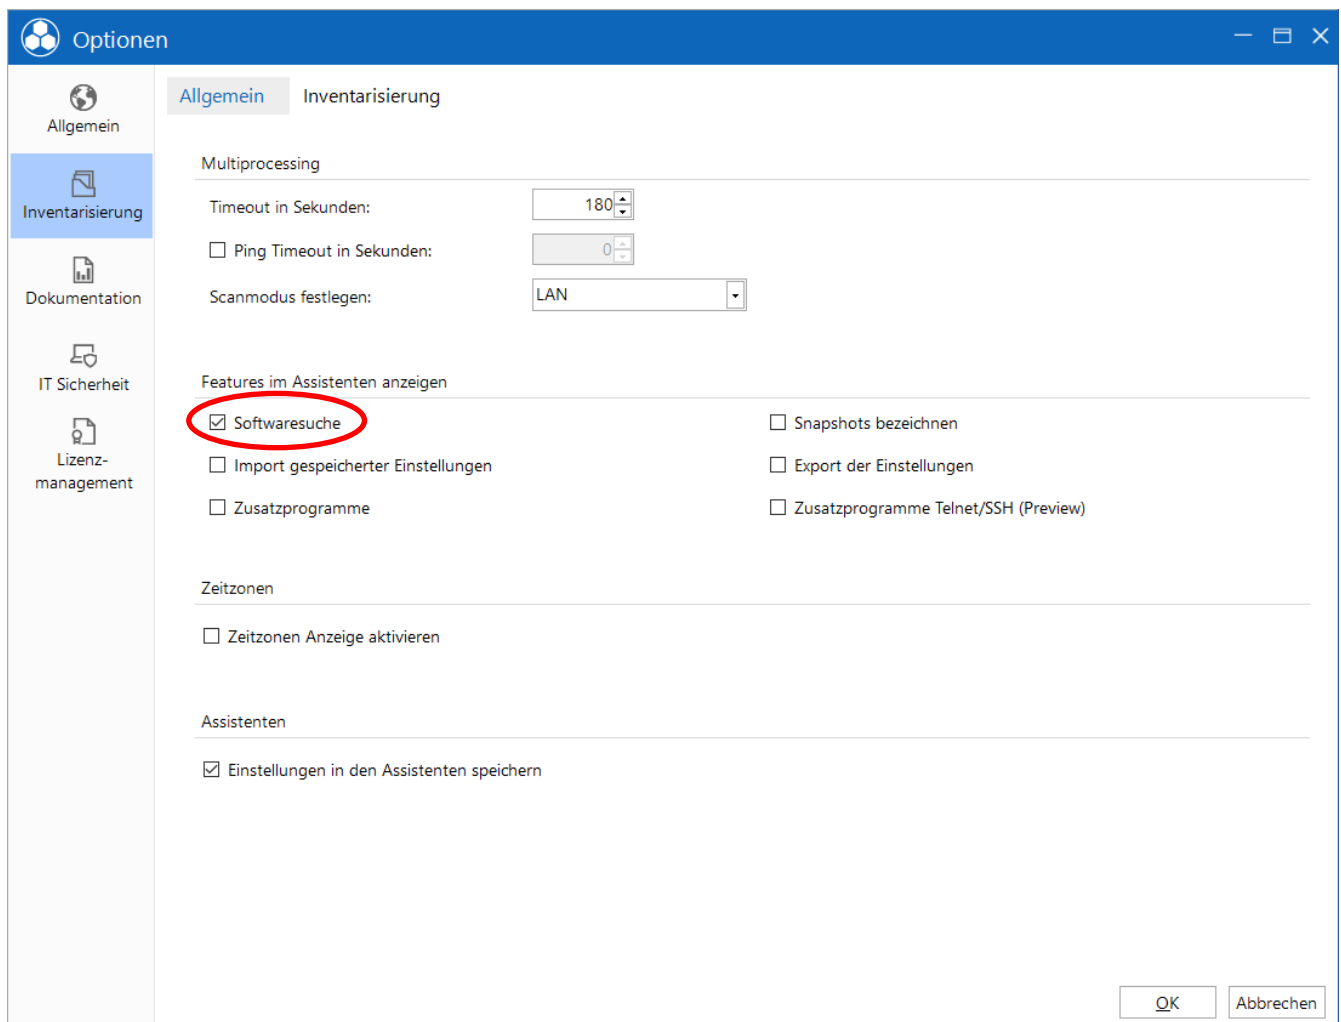 Optionen
Allgemein
Inventarisierung
Dokumentation
IT Sicherheit
Lizenz-
management
Allgemein Inventarisierung
Multiprocessing
Timeout in Sekunden: 180
Ping Timeout in Sekunden: 0
Scanmodus festlegen: LAN
Features im Assistenten anzeigen
Softwaresuche Snapshots bezeichnen
Import gespeicherter Einstellungen Export der Einstellungen
Zusatzprogramme Zusatzprogramme Telnet/SSH (Preview)
Zeitzonen
Zeitzonen Anzeige aktivieren
Assistenten
Einstellungen in den Assistenten speichern
OK Abbrechen